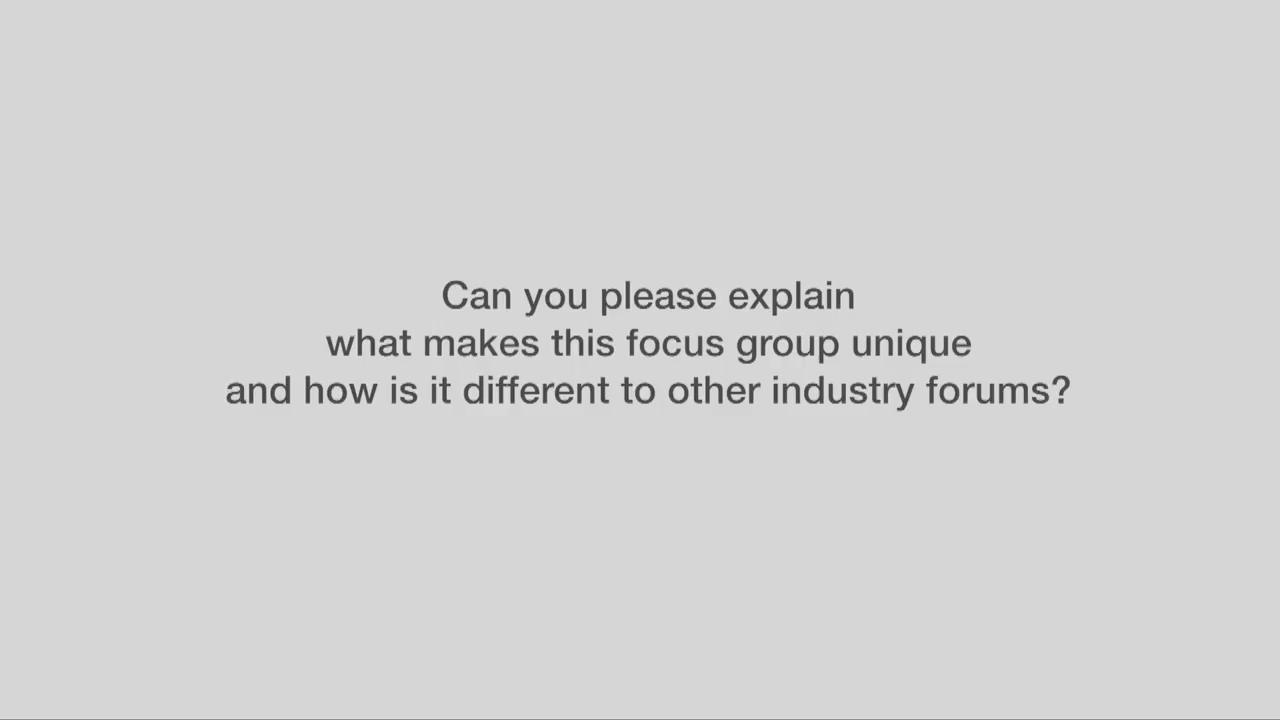 Can you please explain
what makes this focus group unique
and how is it different to other industry forums?